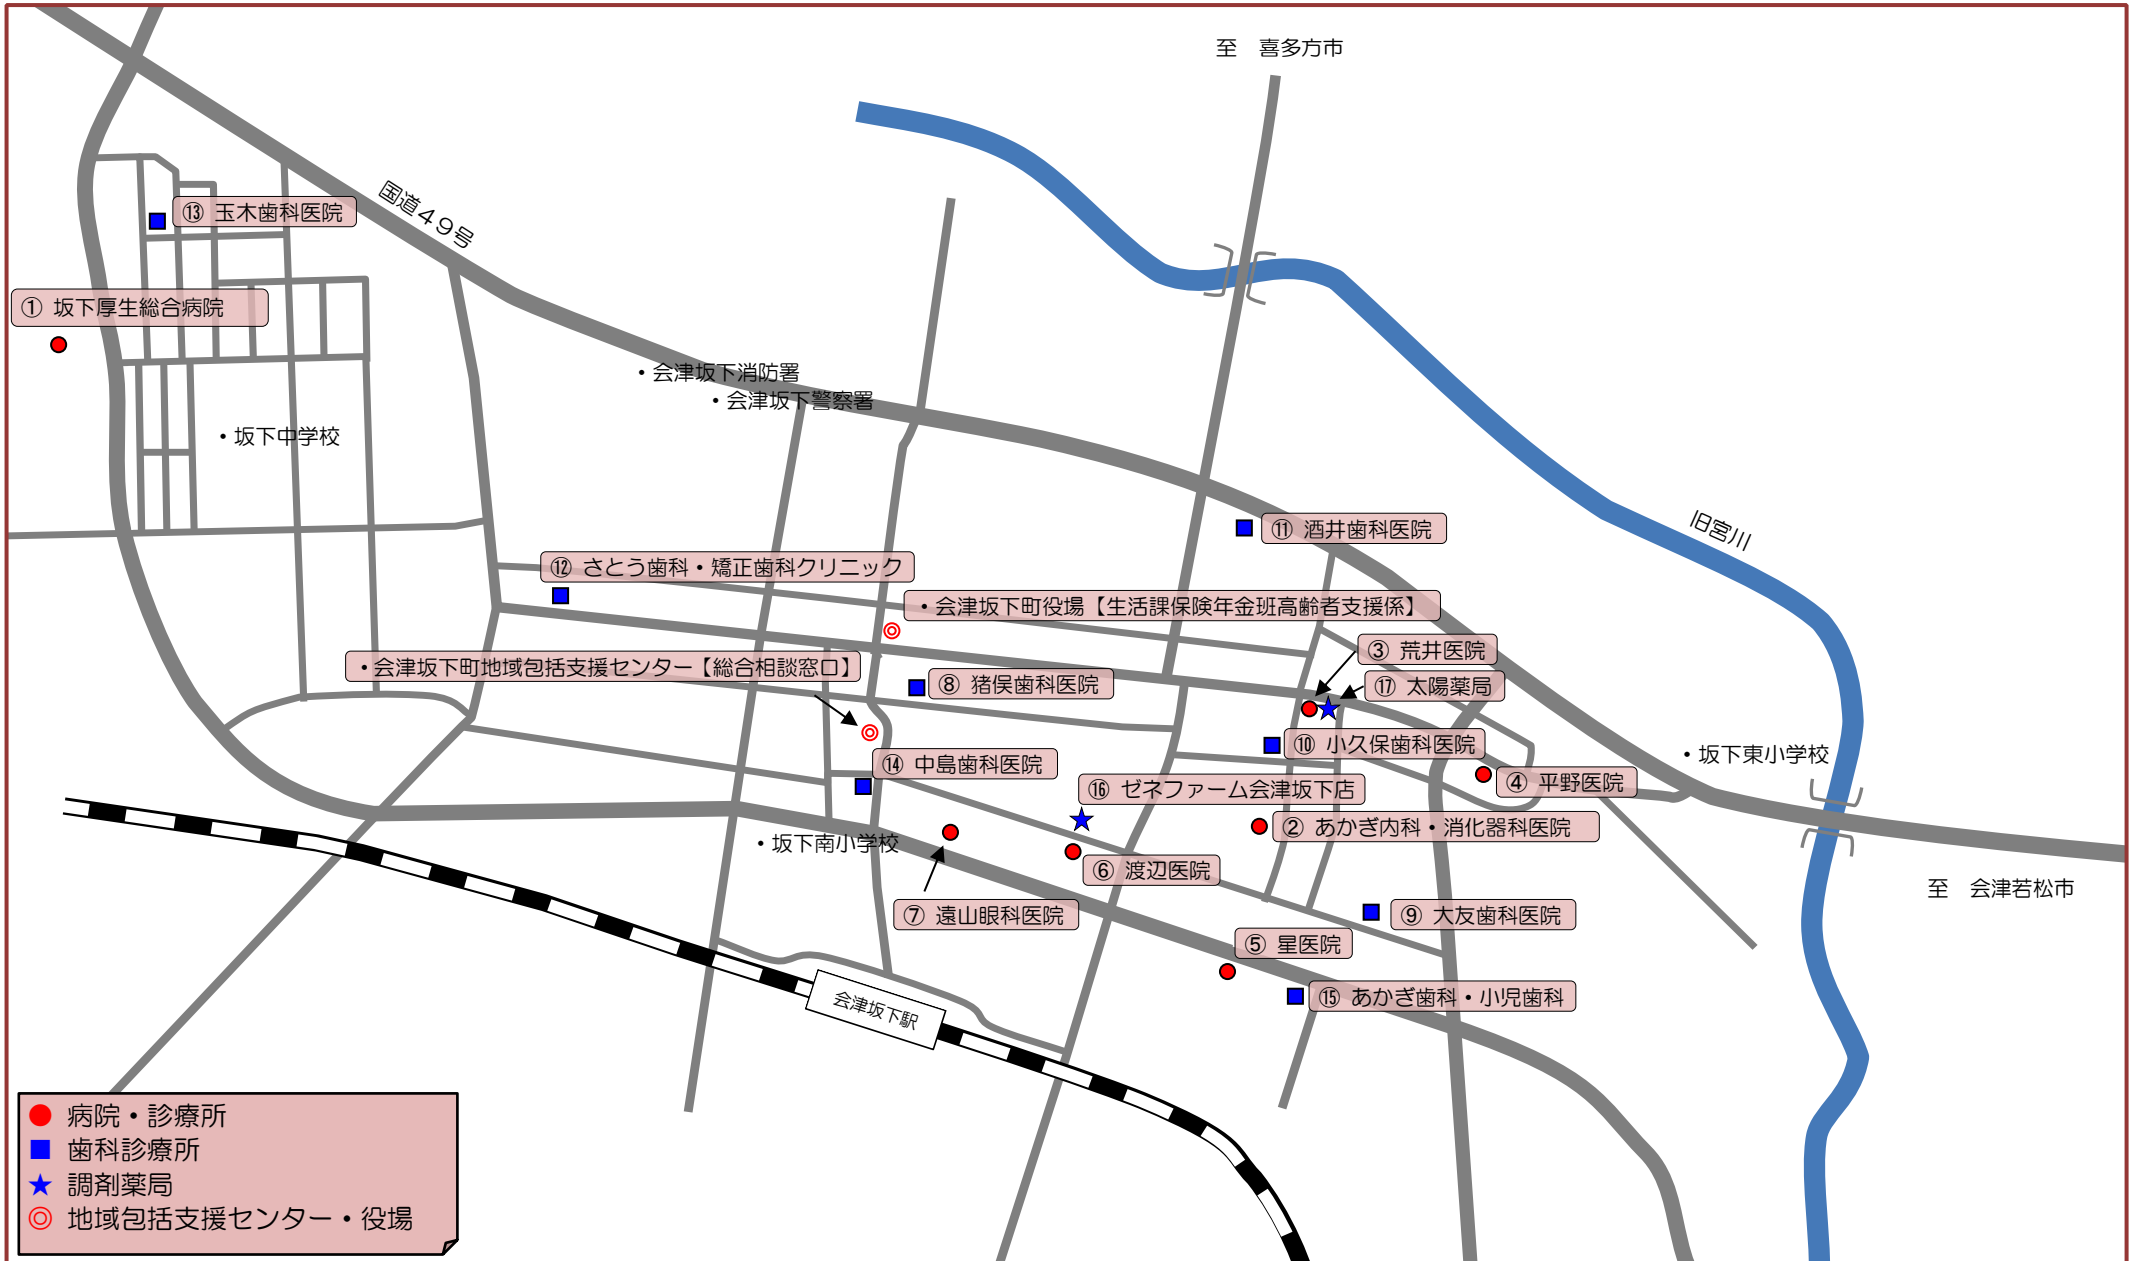 至　喜多方市
国道４９号
⑬ 玉木歯科医院
① 坂下厚生総合病院
・会津坂下消防署
・会津坂下警察署
・坂下中学校
旧宮川
⑪ 酒井歯科医院
⑫ さとう歯科・矯正歯科クリニック
・会津坂下町役場【生活課保険年金班高齢者支援係】
③ 荒井医院
・会津坂下町地域包括支援センター【総合相談窓口】
⑧ 猪俣歯科医院
⑰ 太陽薬局
⑩ 小久保歯科医院
・坂下東小学校
⑭ 中島歯科医院
④ 平野医院
⑯ ゼネファーム会津坂下店
② あかぎ内科・消化器科医院
・坂下南小学校
⑥ 渡辺医院
至　会津若松市
⑦ 遠山眼科医院
⑨ 大友歯科医院
⑤ 星医院
⑮ あかぎ歯科・小児歯科
会津坂下駅
病院・診療所
歯科診療所
調剤薬局
地域包括支援センター・役場